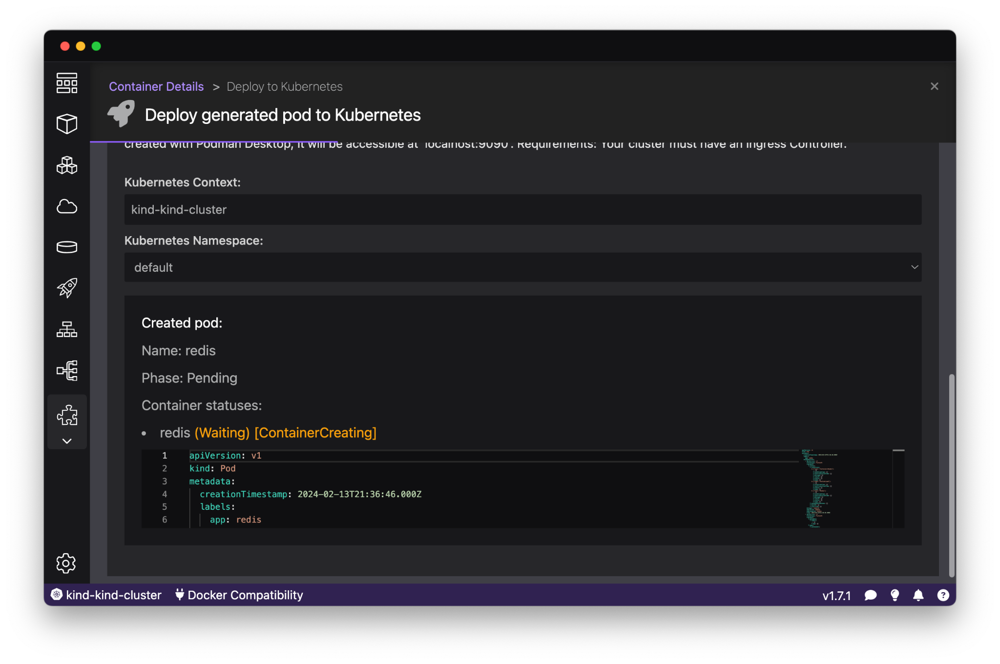 Container Details > Deploy to Kubernetes
Deploy generated pod to Kubernetes
created with Podman Desktop, it will be accessible at 'localhost:9090'. Requirements: Your cluster must have an Ingress Controller.
Kubernetes Context:
kind-kind-cluster
Kubernetes Namespace:
default
Created pod:
Name: redis
Phase: Pending
Container statuses:
• redis (Waiting) [ContainerCreating]
1 apiVersion: v1
2 kind: Pod
3 metadata:
4 creationTimestamp: 2024-02-13T21:36:46.000Z
5 labels:
6 app: redis
kind-kind-cluster Docker Compatibility v1.7.1